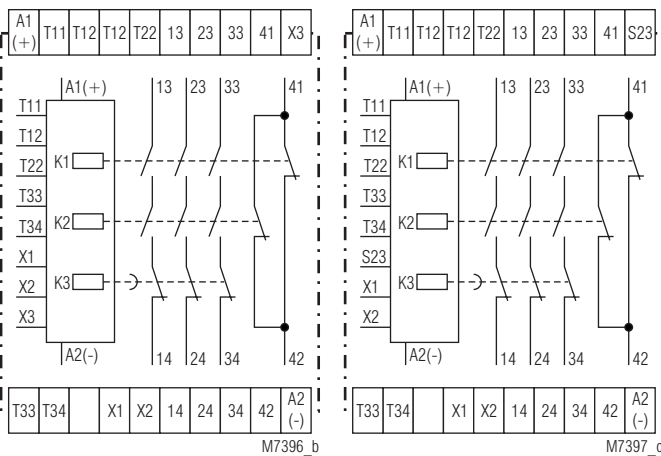 A1 (+) T11 T12 T12 T22 13 23 33 41 X3
A1(+) 13 23 33 41
T11
T12
T22 K1
T33
T34 K2
X1
X2 K3
X3
A2(-) 14 24 34 42
T33 T34 X1 X2 14 24 34 42 A2 (-)
M7396_b
A1 (+) T11 T12 T12 T22 13 23 33 41 S23
A1(+) 13 23 33 41
T11
T12
T22 K1
T33
T34 K2
S23
X1 K3
X2
A2(-) 14 24 34 42
T33 T34 X1 X2 14 24 34 42 A2 (-)